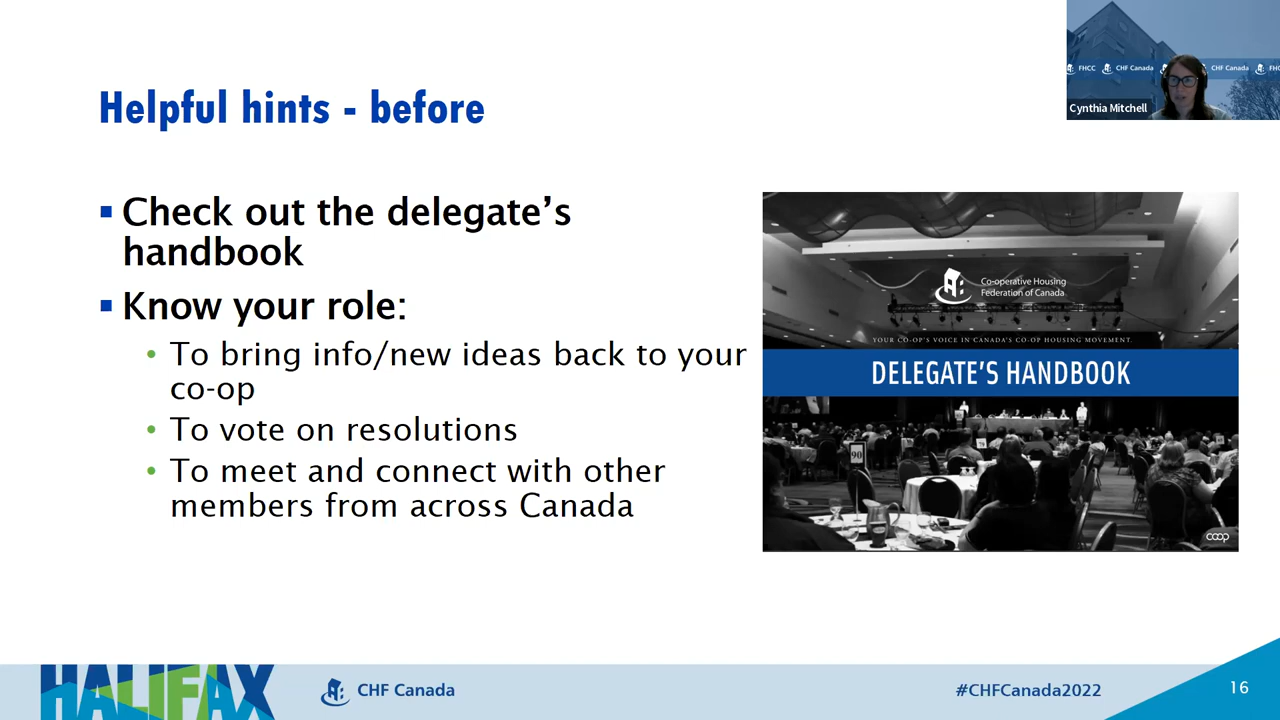 FHCC CHF Canada CHF Canada
Cynthia Mitchell
Helpful hints - before
Check out the delegate’s
handbook
Know your role:
To bring info/new ideas back to your
co-op
To vote on resolutions
To meet and connect with other
members from across Canada
Co-operative Housing
Federation of Canada
YOUR CO-OP'S VOICE IN CANADA'S CO-OP HOUSING MOVEMENT.
DELEGATE'S HANDBOOK
90
coop
HALIFAX
CHF Canada
#CHFCanada2022
16